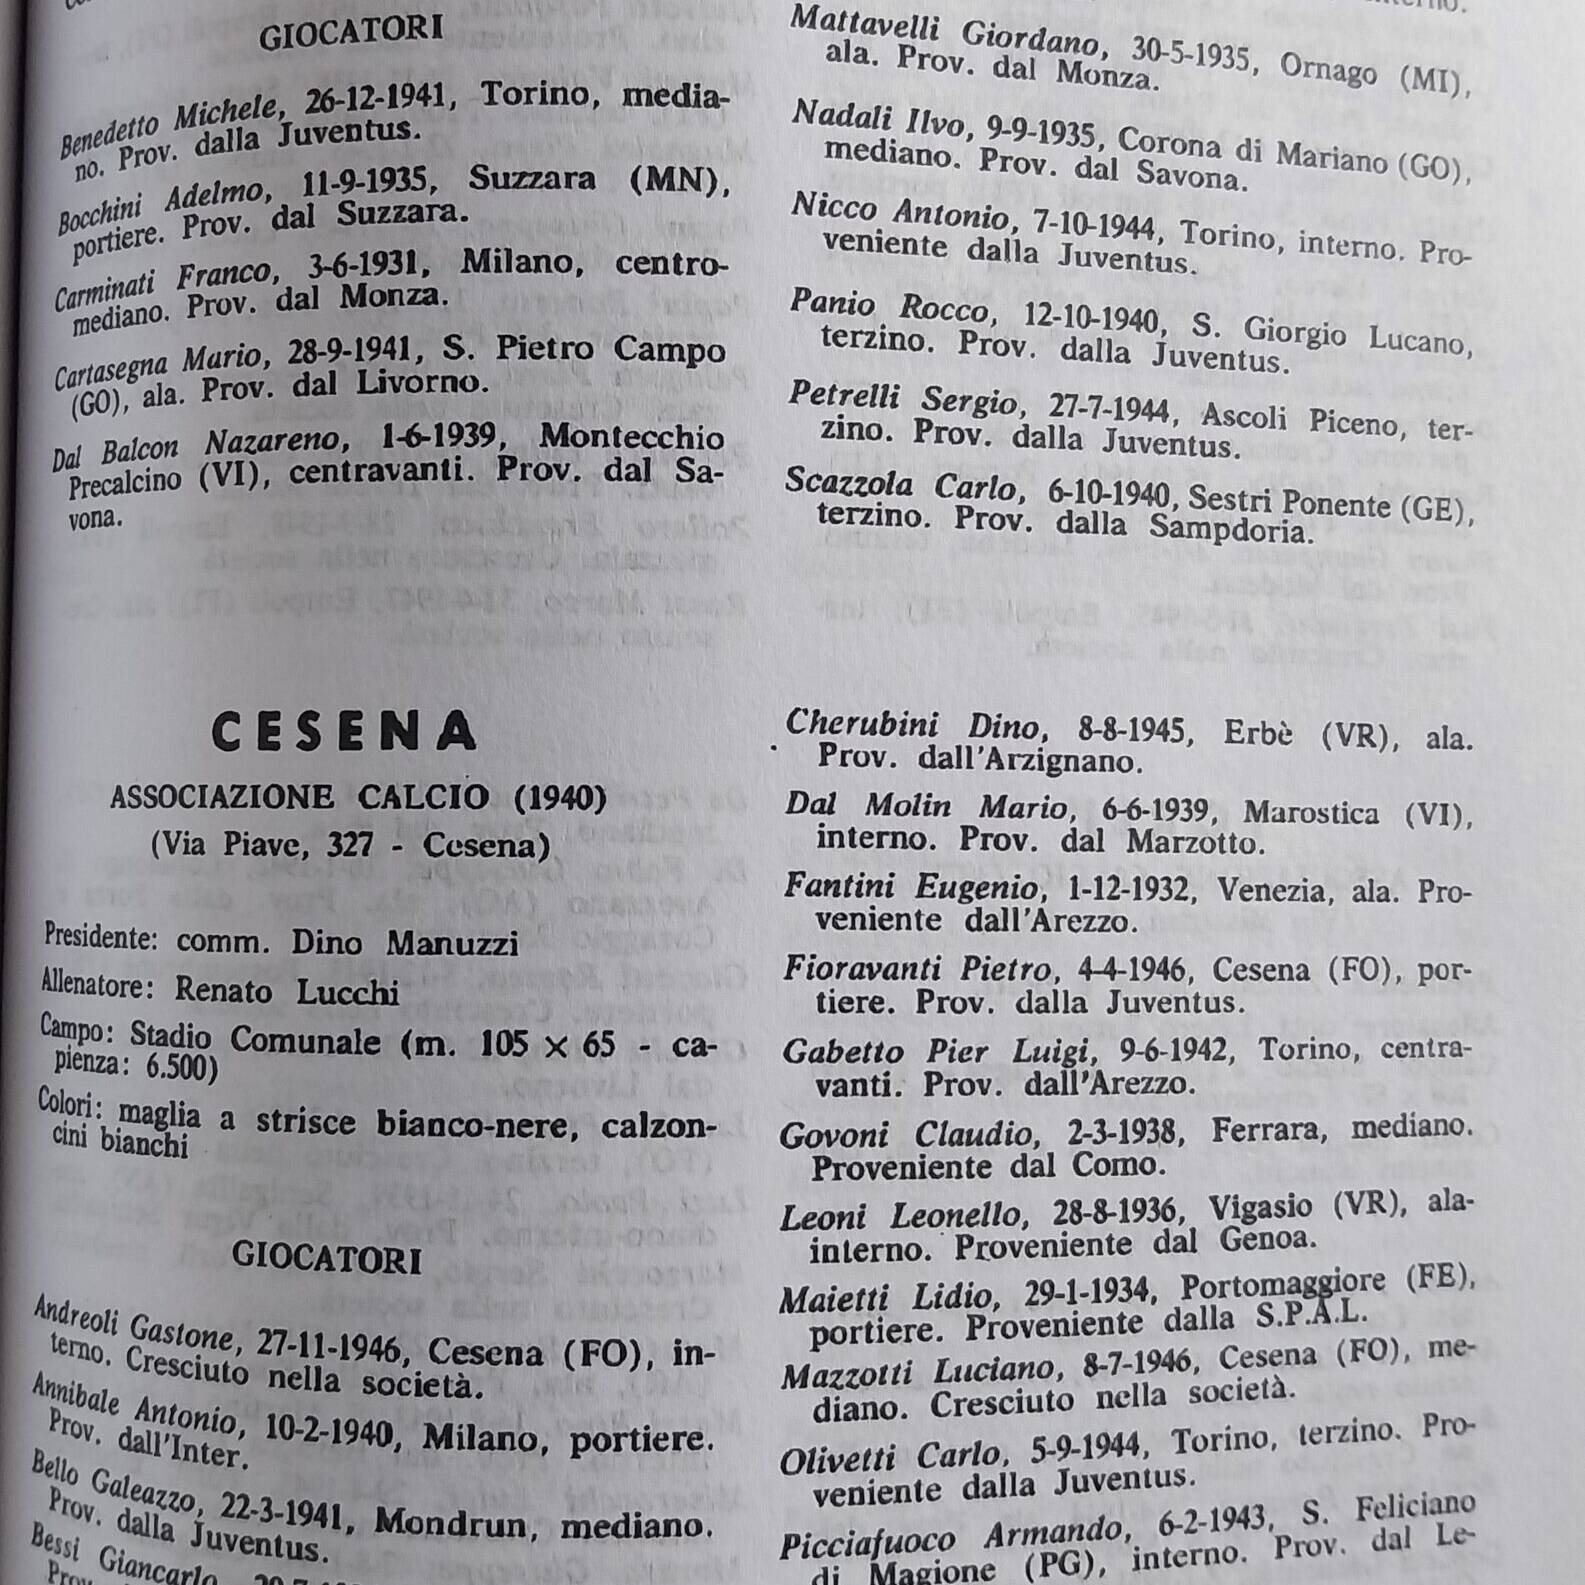 GIOCATORI
Benedetto Michele, 26-12-1941, Torino, media-
no. Prov. dalla Juventus.
Bocchini Adelmo, 11-9-1935, Suzzara (MN),
portiere. Prov. dal Suzzara.
Carminati Franco, 3-6-1931, Milano, centro-
mediano. Prov. dal Monza.
Cartasegna Mario, 28-9-1941, S. Pietro Campo
(GO), ala. Prov. dal Livorno.
Dal Balcon Nazareno, 1-6-1939, Montecchio
Precalcino (VI), centravanti. Prov. dal Sa-
vona.
Mattavelli Giordano, 30-5-1935, Ornago (MI),
ala. Prov. dal Monza.
Nadali Ilvo, 9-9-1935, Corona di Mariano (GO),
mediano. Prov. dal Savona.
Nicco Antonio, 7-10-1944, Torino, interno. Pro-
veniente dalla Juventus.
Panio Rocco, 12-10-1940, S. Giorgio Lucano,
terzino. Prov. dalla Juventus.
Petrelli Sergio, 27-7-1944, Ascoli Piceno, ter-
zino. Prov. dalla Juventus.
Scazzola Carlo, 6-10-1940, Sestri Ponente (GE),
terzino. Prov. dalla Sampdoria.
CESENA
ASSOCIAZIONE CALCIO (1940)
(Via Piave, 327 - Cesena)
Presidente: comm. Dino Manuzzi
Allenatore: Renato Lucchi
Campo: Stadio Comunale (m. 105 × 65 - ca-
pienza: 6.500)
Colori: maglia a strisce bianco-nere, calzon-
cini bianchi
GIOCATORI
Andreoli Gastone, 27-11-1946, Cesena (FO), in-
terno. Cresciuto nella società.
Annibale Antonio, 10-2-1940, Milano, portiere.
Prov. dall'Inter.
Bello Galeazzo, 22-3-1941, Mondrun, mediano.
Prov. dalla Juventus.
Bessi Giancarlo,
Prov.
Cherubini Dino, 8-8-1945, Erbè (VR), ala.
Prov. dall'Arzignano.
Dal Molin Mario, 6-6-1939, Marostica (VI),
interno. Prov. dal Marzotto.
Fantini Eugenio, 1-12-1932, Venezia, ala. Pro-
veniente dall'Arezzo.
Fioravanti Pietro, 4-4-1946, Cesena (FO), por-
tiere. Prov. dalla Juventus.
Gabetto Pier Luigi, 9-6-1942, Torino, centra-
vanti. Prov. dall'Arezzo.
Govoni Claudio, 2-3-1938, Ferrara, mediano.
Proveniente dal Como.
Leoni Leonello, 28-8-1936, Vigasio (VR), ala-
interno. Proveniente dal Genoa.
Maietti Lidio, 29-1-1934, Portomaggiore (FE),
portiere. Proveniente dalla S.P.A.L.
Mazzotti Luciano, 8-7-1946, Cesena (FO), me-
diano. Cresciuto nella società.
Olivetti Carlo, 5-9-1944, Torino, terzino. Pro-
veniente dalla Juventus.
Picciafuoco Armando, 6-2-1943, S. Feliciano
di Magione (PG), interno. Prov. dal Le-